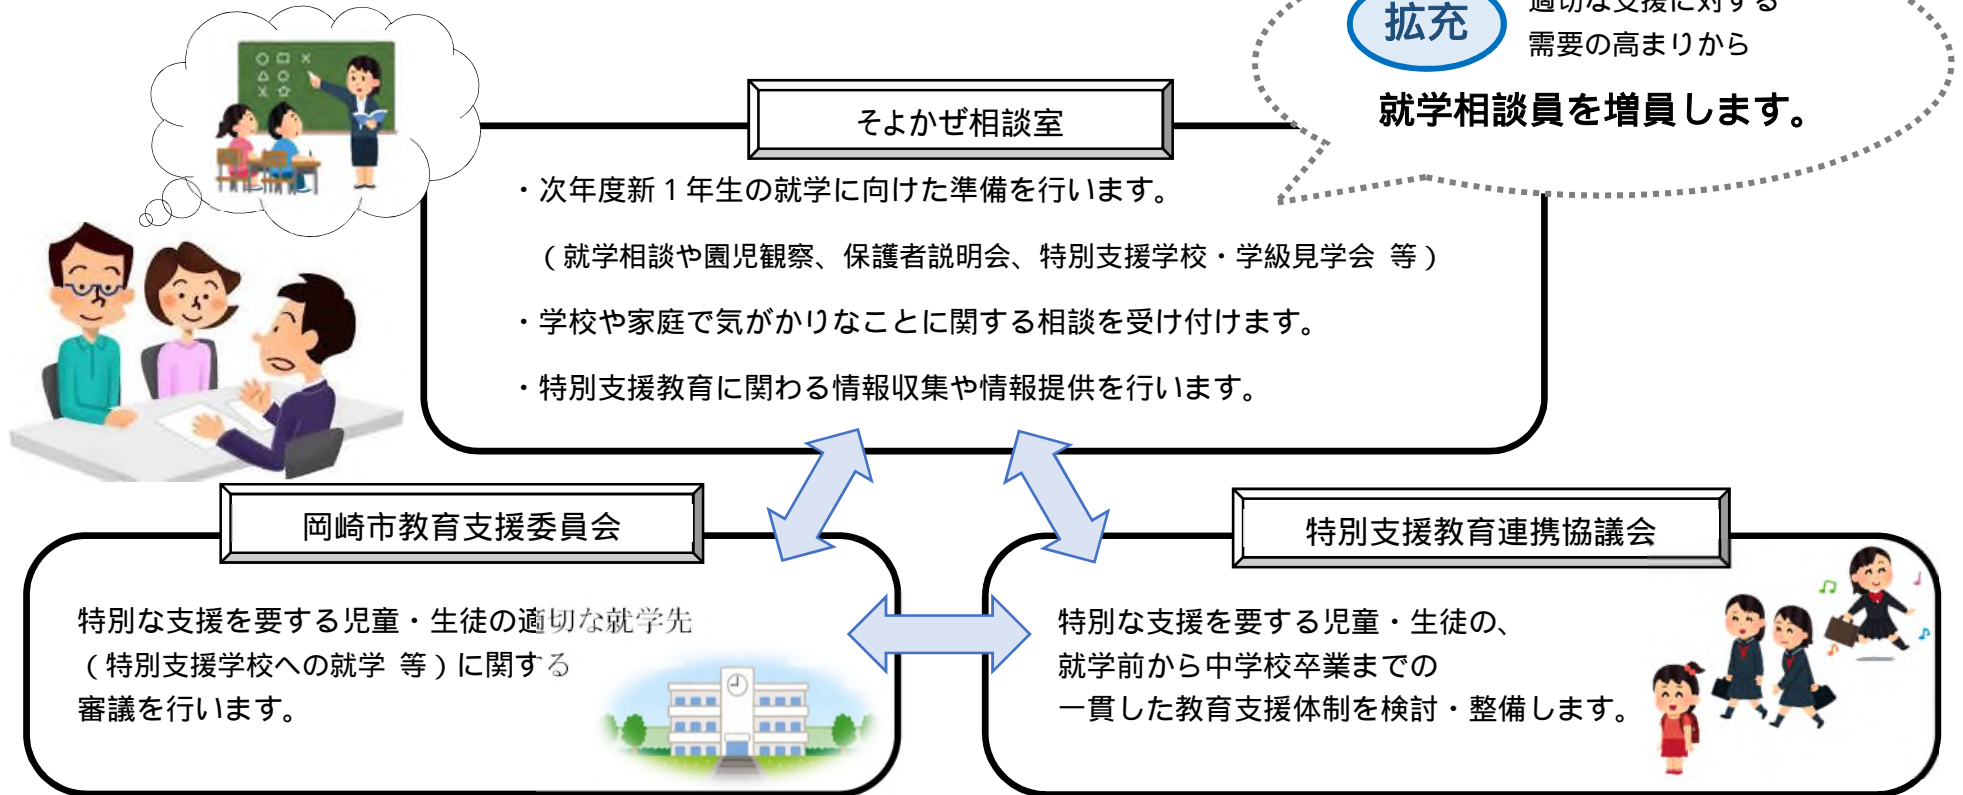 拡充
適切な支援に対する
需要の高まりから
就学相談員を増員します。
そよかぜ相談室
・次年度新1年生の就学に向けた準備を行います。
(就学相談や園児観察、保護者説明会、特別支援学校・学級見学会 等)
・学校や家庭で気がかりなことに関する相談を受け付けます。
・特別支援教育に関わる情報収集や情報提供を行います。
岡崎市教育支援委員会
特別な支援を要する児童・生徒の適切な就学先
(特別支援学校への就学 等)に関する
審議を行います。
特別支援教育連携協議会
特別な支援を要する児童・生徒の、
就学前から中学校卒業までの
一貫した教育支援体制を検討・整備します。